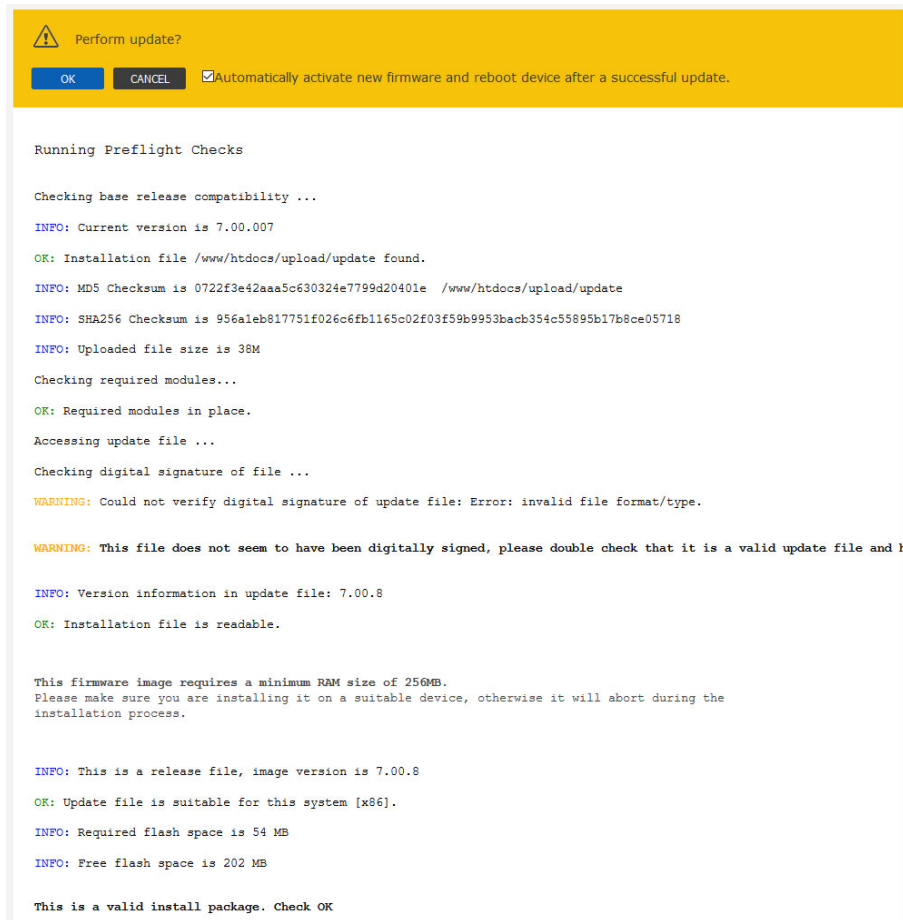 Perform update?
OK CANCEL Automatically activate new firmware and reboot device after a successful update.
Running Preflight Checks
Checking base release compatibility ...
INFO: Current version is 7.00.007
OK: Installation file /www/htdocs/upload/update found.
INFO: MD5 Checksum is 0722f3e42aaa5c630324e7799d20401e /www/htdocs/upload/update
INFO: SHA256 Checksum is 956a1eb817751f026c6fb1165c02f03f59b9953bacb354c55895b17b8ce05718
INFO: Uploaded file size is 38M
Checking required modules...
OK: Required modules in place.
Accessing update file ...
Checking digital signature of file ...
WARNING: Could not verify digital signature of update file: Error: invalid file format/type.
WARNING: This file does not seem to have been digitally signed, please double check that it is a valid update file and
INFO: Version information in update file: 7.00.8
OK: Installation file is readable.
This firmware image requires a minimum RAM size of 256MB.
Please make sure you are installing it on a suitable device, otherwise it will abort during the
installation process.
INFO: This is a release file, image version is 7.00.8
OK: Update file is suitable for this system [x86].
INFO: Required flash space is 54 MB
INFO: Free flash space is 202 MB
This is a valid install package. Check OK